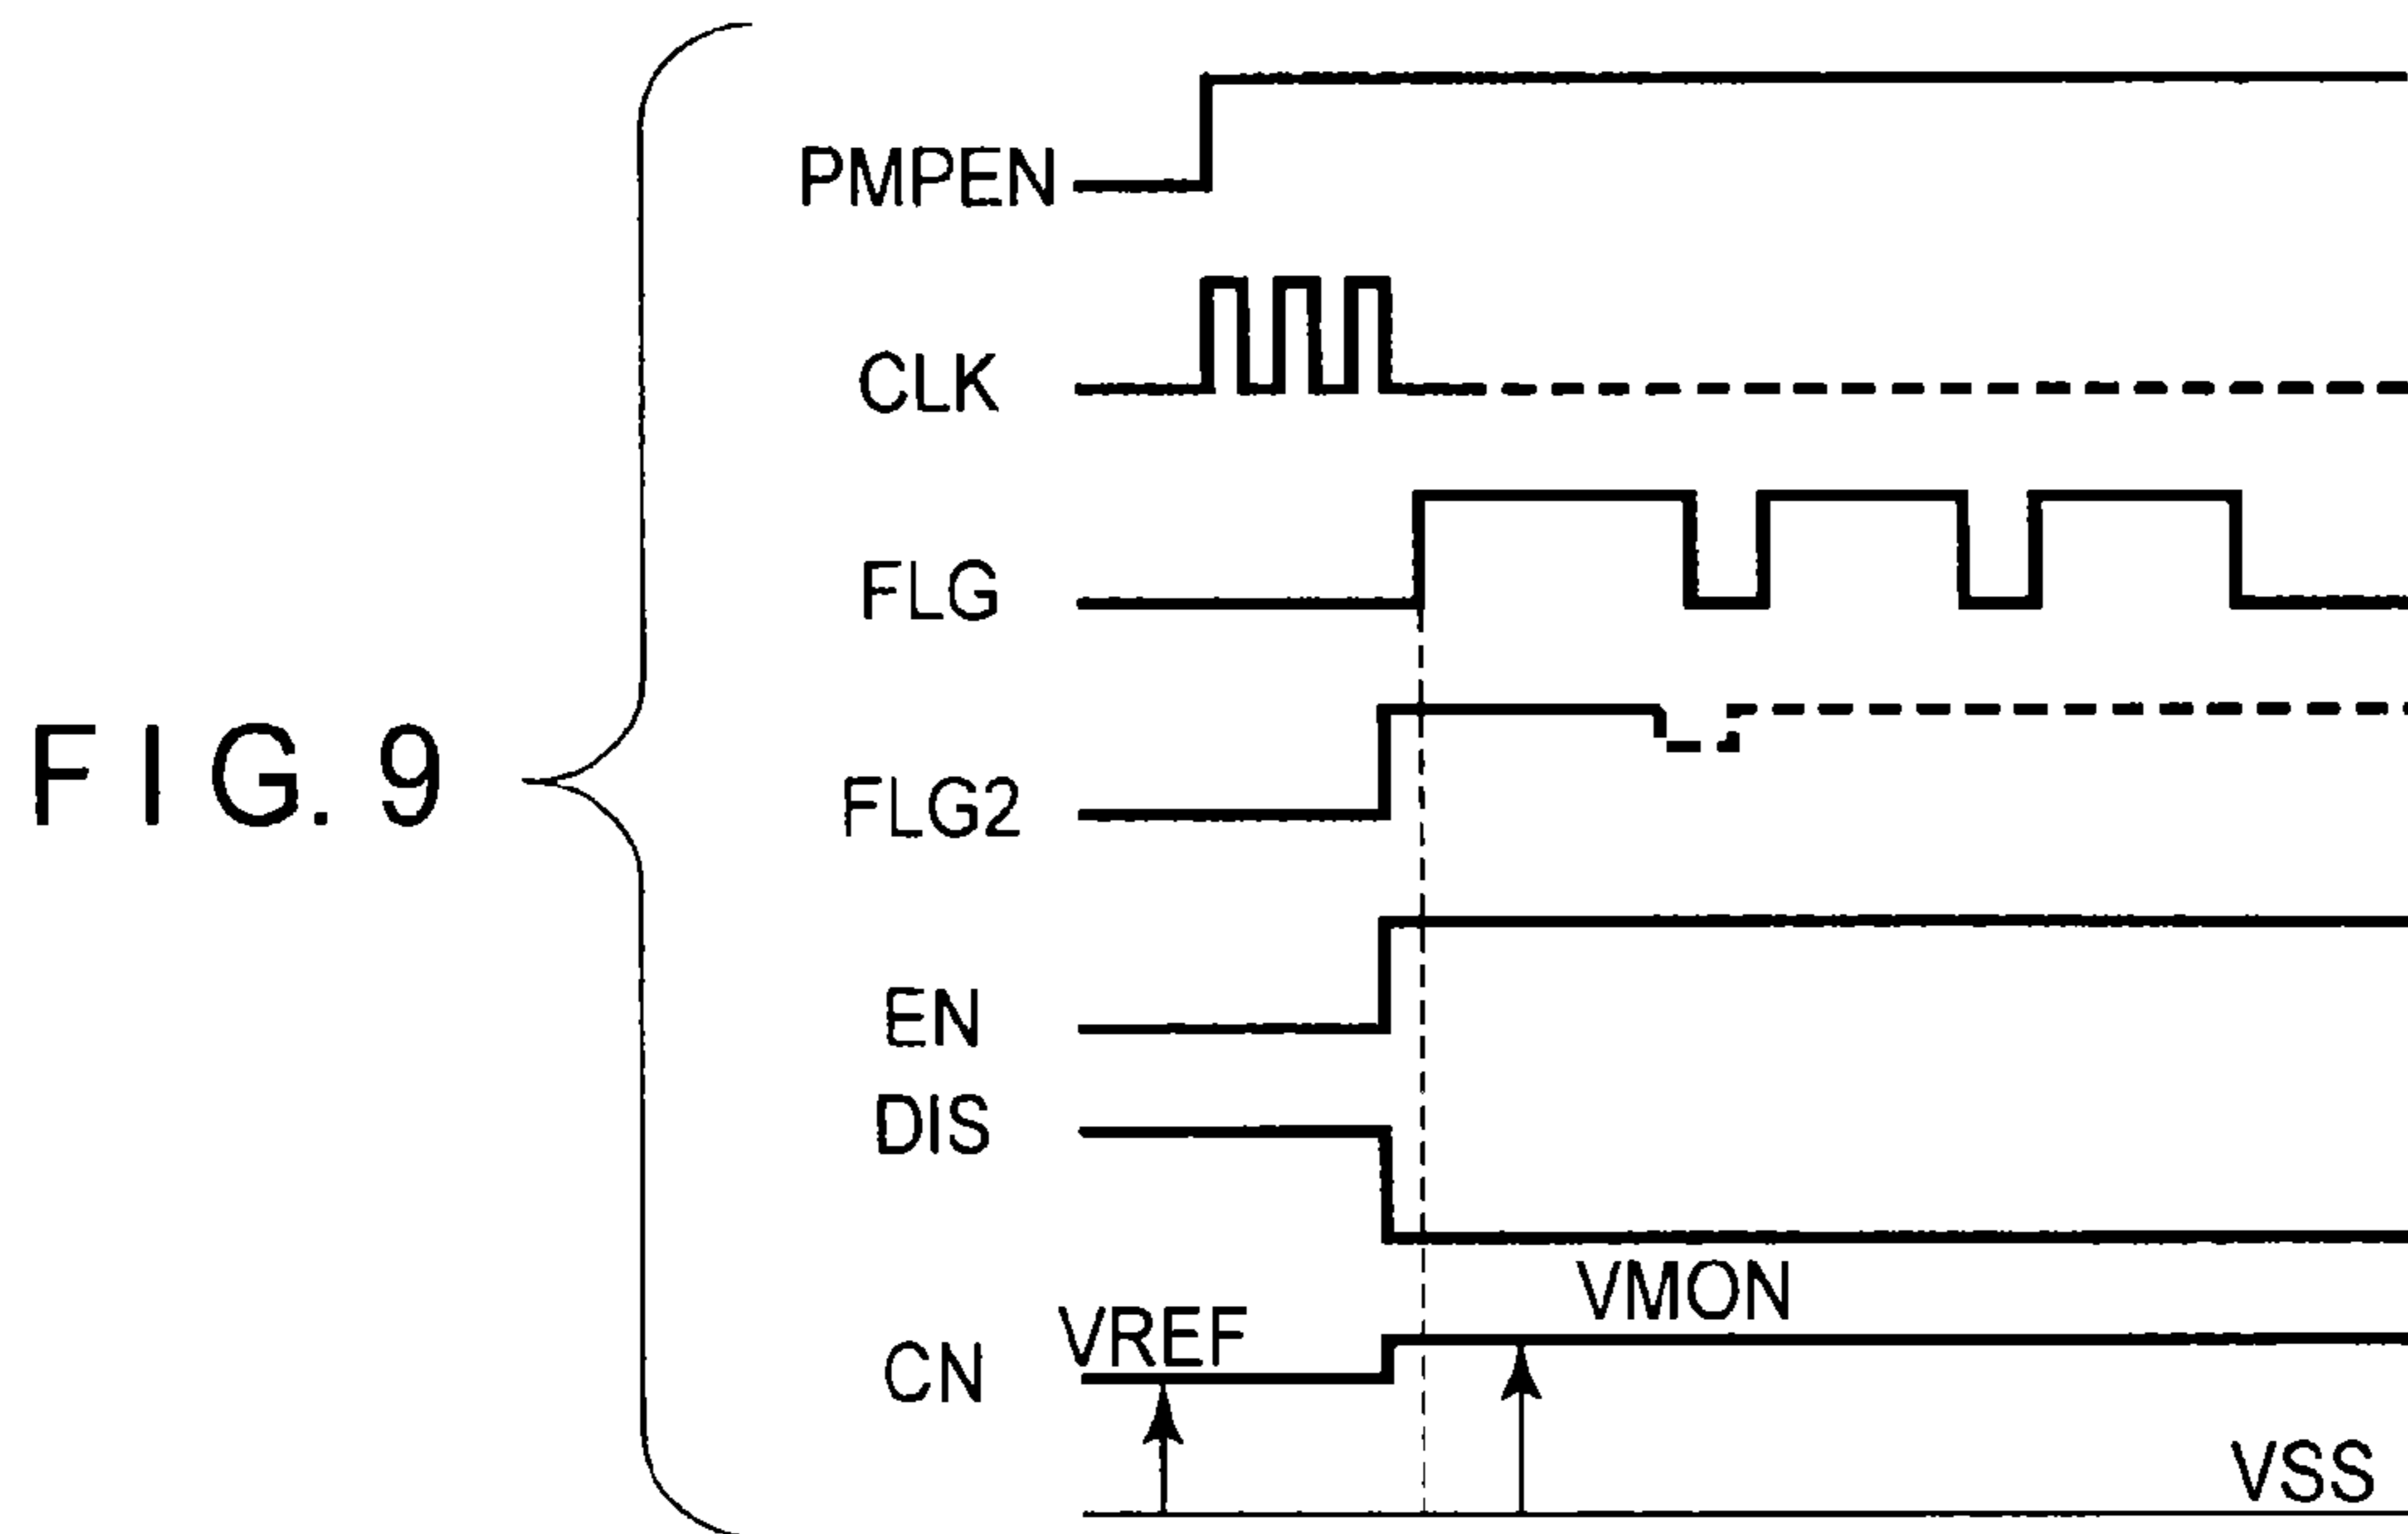 PMPEN
CLK
FLG
FIG. 9
FLG2
EN
DIS
VMON
VREF
CN
VSS